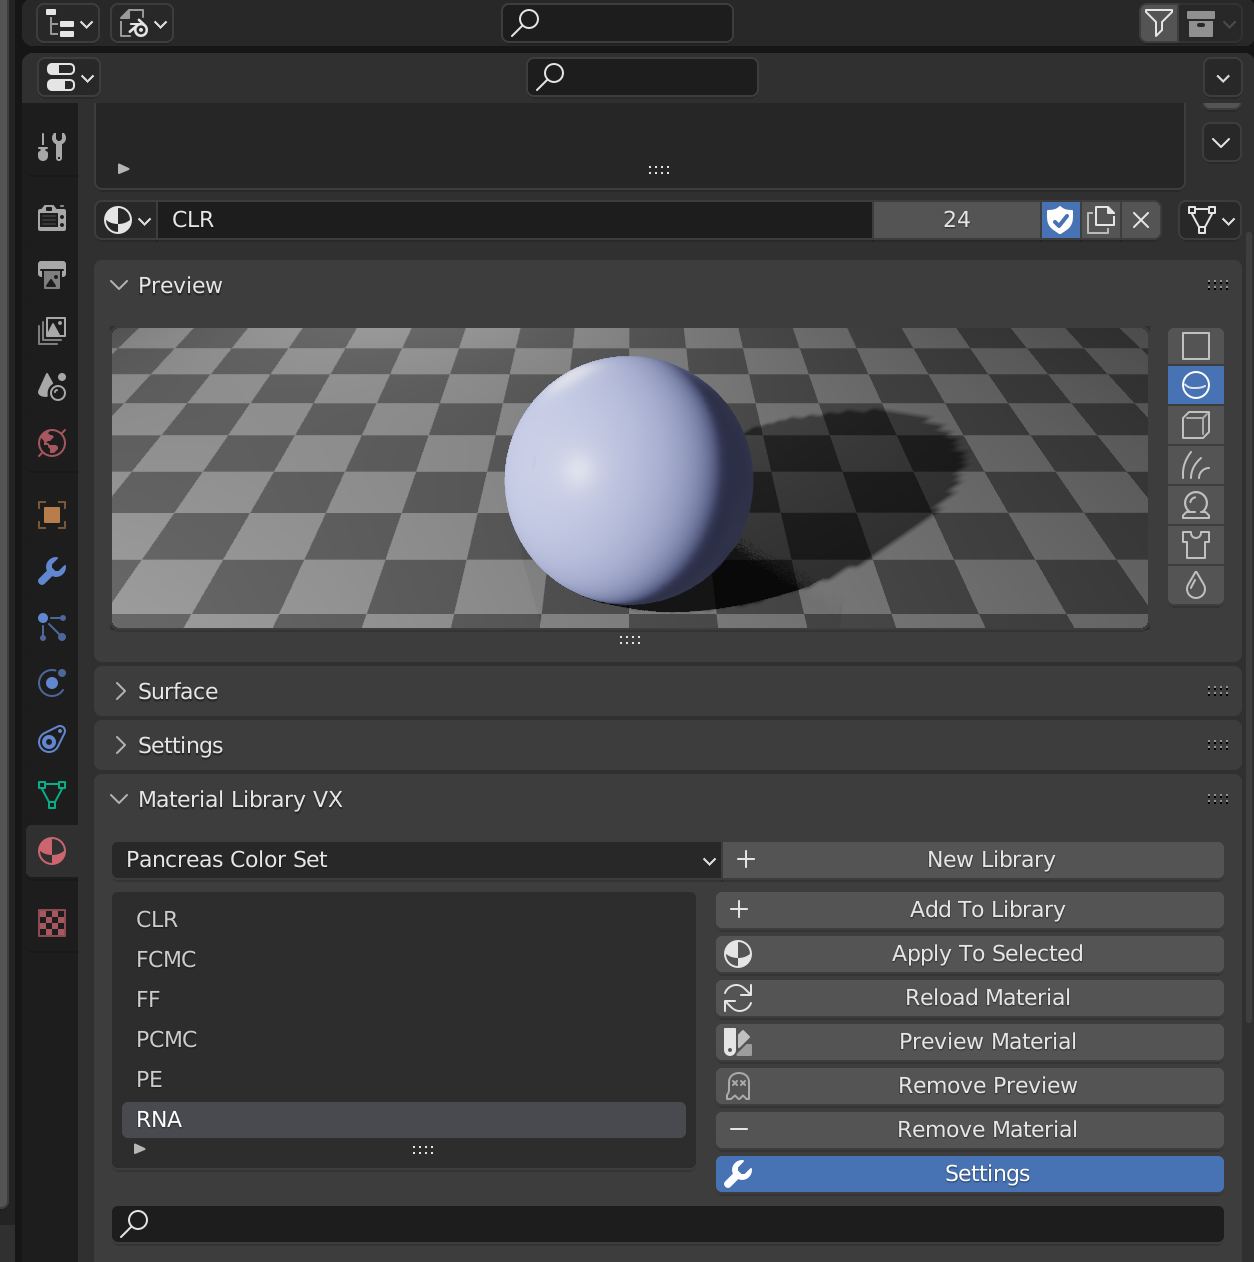 CLR
24
Preview
Surface
Settings
Material Library VX
Pancreas Color Set
New Library
CLR
FCMC
FF
PCMC
PE
RNA
Add To Library
Apply To Selected
Reload Material
Preview Material
Remove Preview
Remove Material
Settings